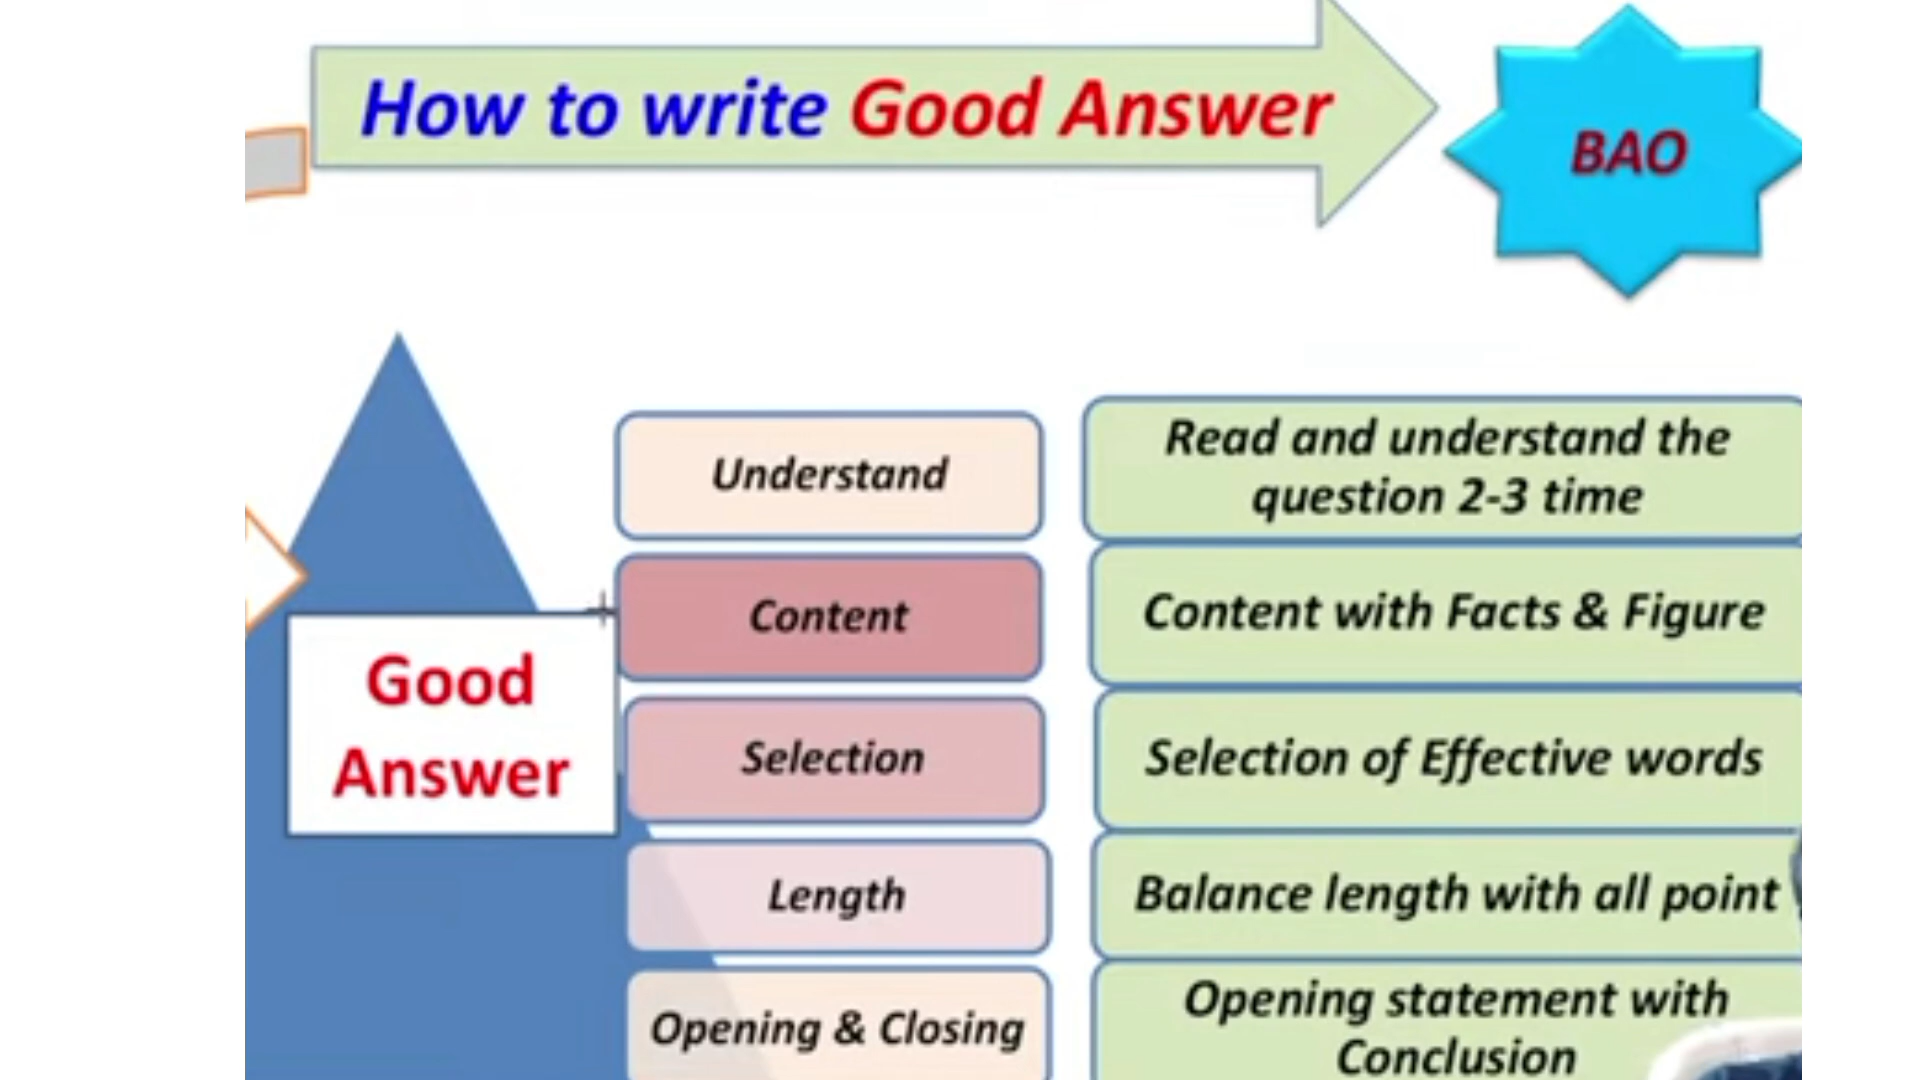 How to write Good Answer
BAO
Understand
Read and understand the
question 2-3 time
Good
Answer
Content
Content with Facts & Figure
Selection
Selection of Effective words
Length
Balance length with all point
Opening & Closing
Opening statement with
Conclusion